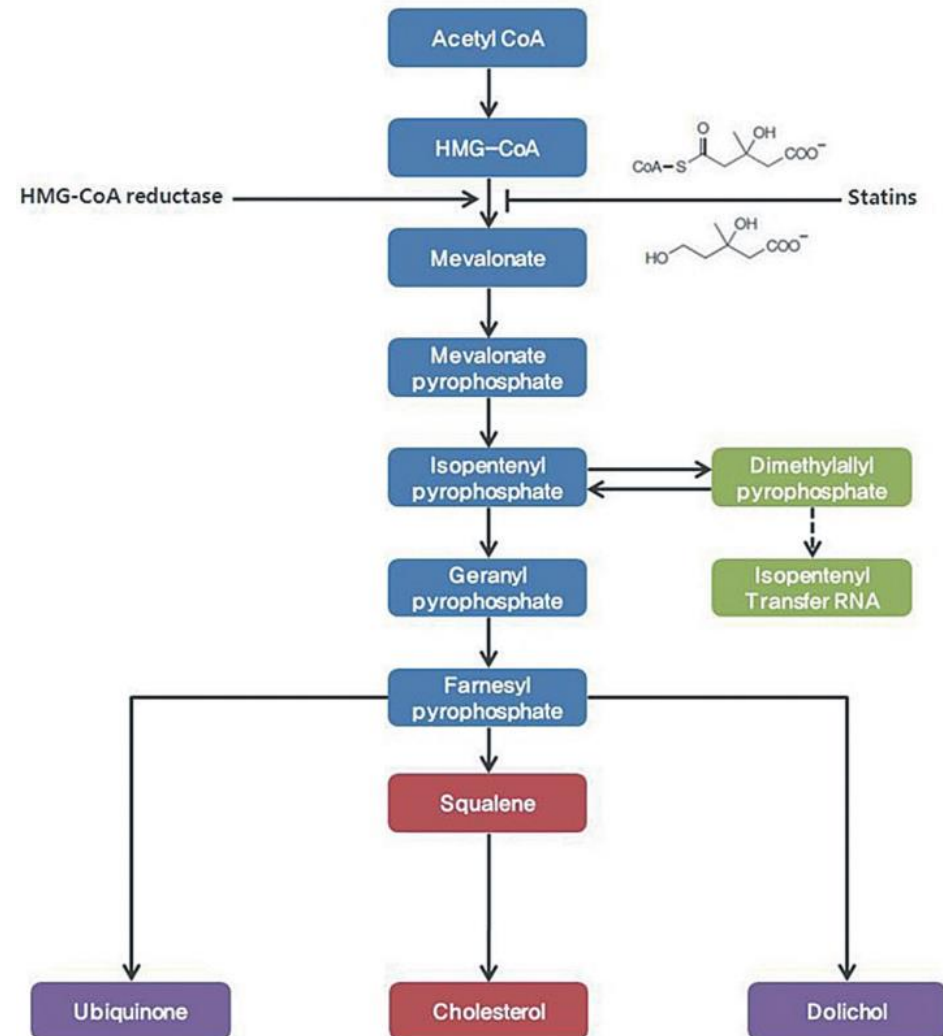 Acetyl CoA
HMG–CoA
O
OH
CoA–S
COO⁻
HMG-CoA reductase
Statins
OH
HO
COO⁻
Mevalonate
Mevalonate
pyrophosphate
Isopentenyl
pyrophosphate
Dimethylallyl
pyrophosphate
Geranyl
pyrophosphate
Isopentenyl
Transfer RNA
Farnesyl
pyrophosphate
Squalene
Ubiquinone
Cholesterol
Dolichol